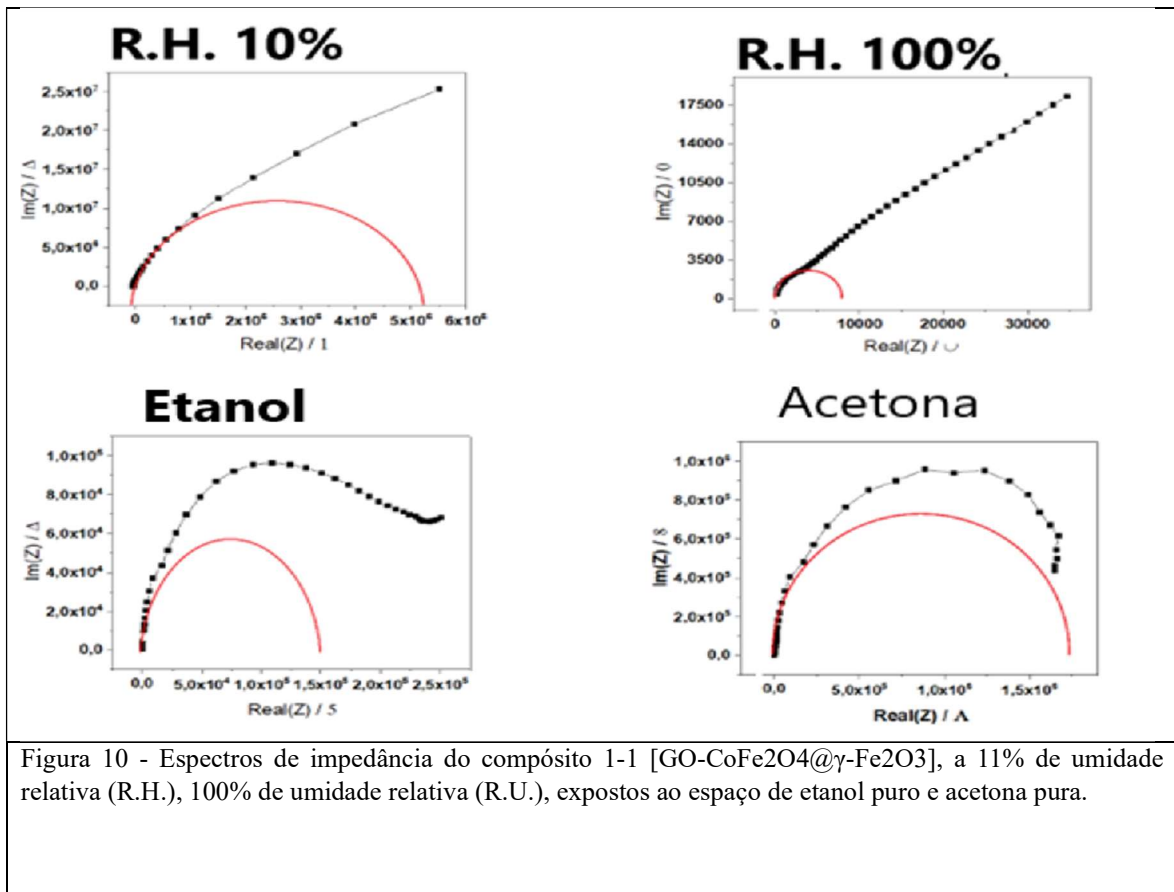 R.H. 10%
2,5x10⁷
2,0x10⁷
1,5x10⁷
1,0x10⁷
5,0x10⁶
0,0
Im(Z) / Δ
0 1x10⁶ 2x10⁶ 3x10⁶ 4x10⁶ 5x10⁶ 6x10⁶
Real(Z) / 1
R.H. 100%
17500
14000
10500
7000
3500
0
Im(Z) / 0
0 10000 20000 30000
Real(Z) /
Etanol
1,0x10⁵
8,0x10⁴
6,0x10⁴
4,0x10⁴
2,0x10⁴
0,0
Im(Z) / Δ
0,0 5,0x10⁴ 1,0x10⁵ 1,5x10⁵ 2,0x10⁵ 2,5x10⁵
Real(Z) / 5
Acetona
1,0x10⁶
8,0x10⁵
6,0x10⁵
4,0x10⁵
2,0x10⁵
0,0
Im(Z) / 8
0,0 5,0x10⁵ 1,0x10⁶ 1,5x10⁶
Real(Z) / Λ
Figura 10 - Espectros de impedância do compósito 1-1 [GO-CoFe2O4@γ-Fe2O3], a 11% de umidade
relativa (R.H.), 100% de umidade relativa (R.U.), expostos ao espaço de etanol puro e acetona pura.